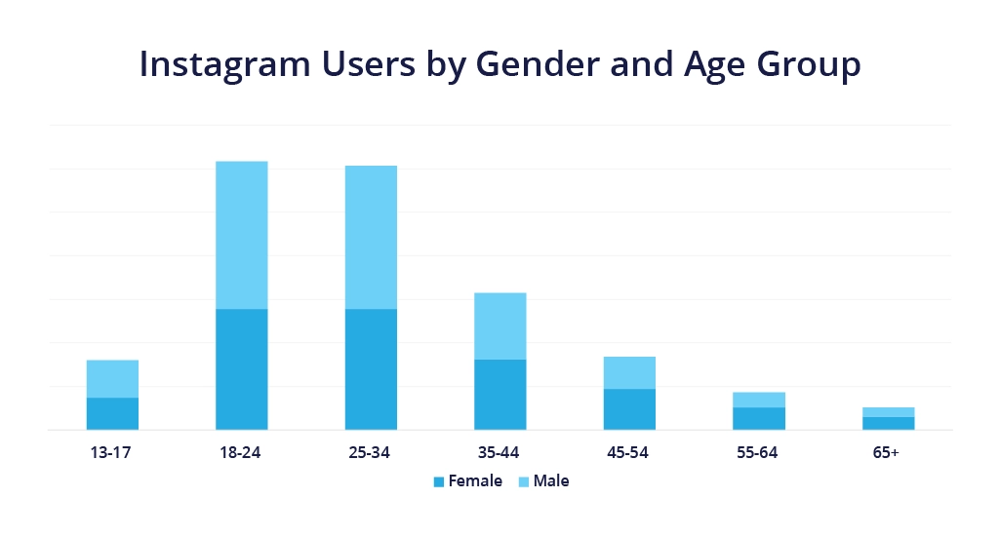 Instagram Users by Gender and Age Group
13-17 18-24 25-34 35-44 45-54 55-64 65+
Female Male